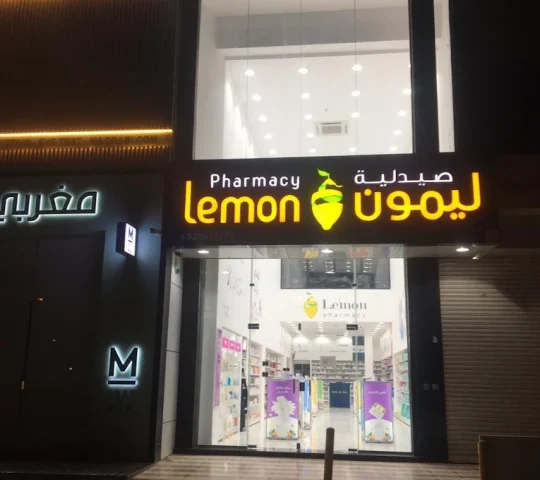 Pharmacy
lemon
صيدلية
ليمون
مغربي
M
M
Lemon
pharmacy